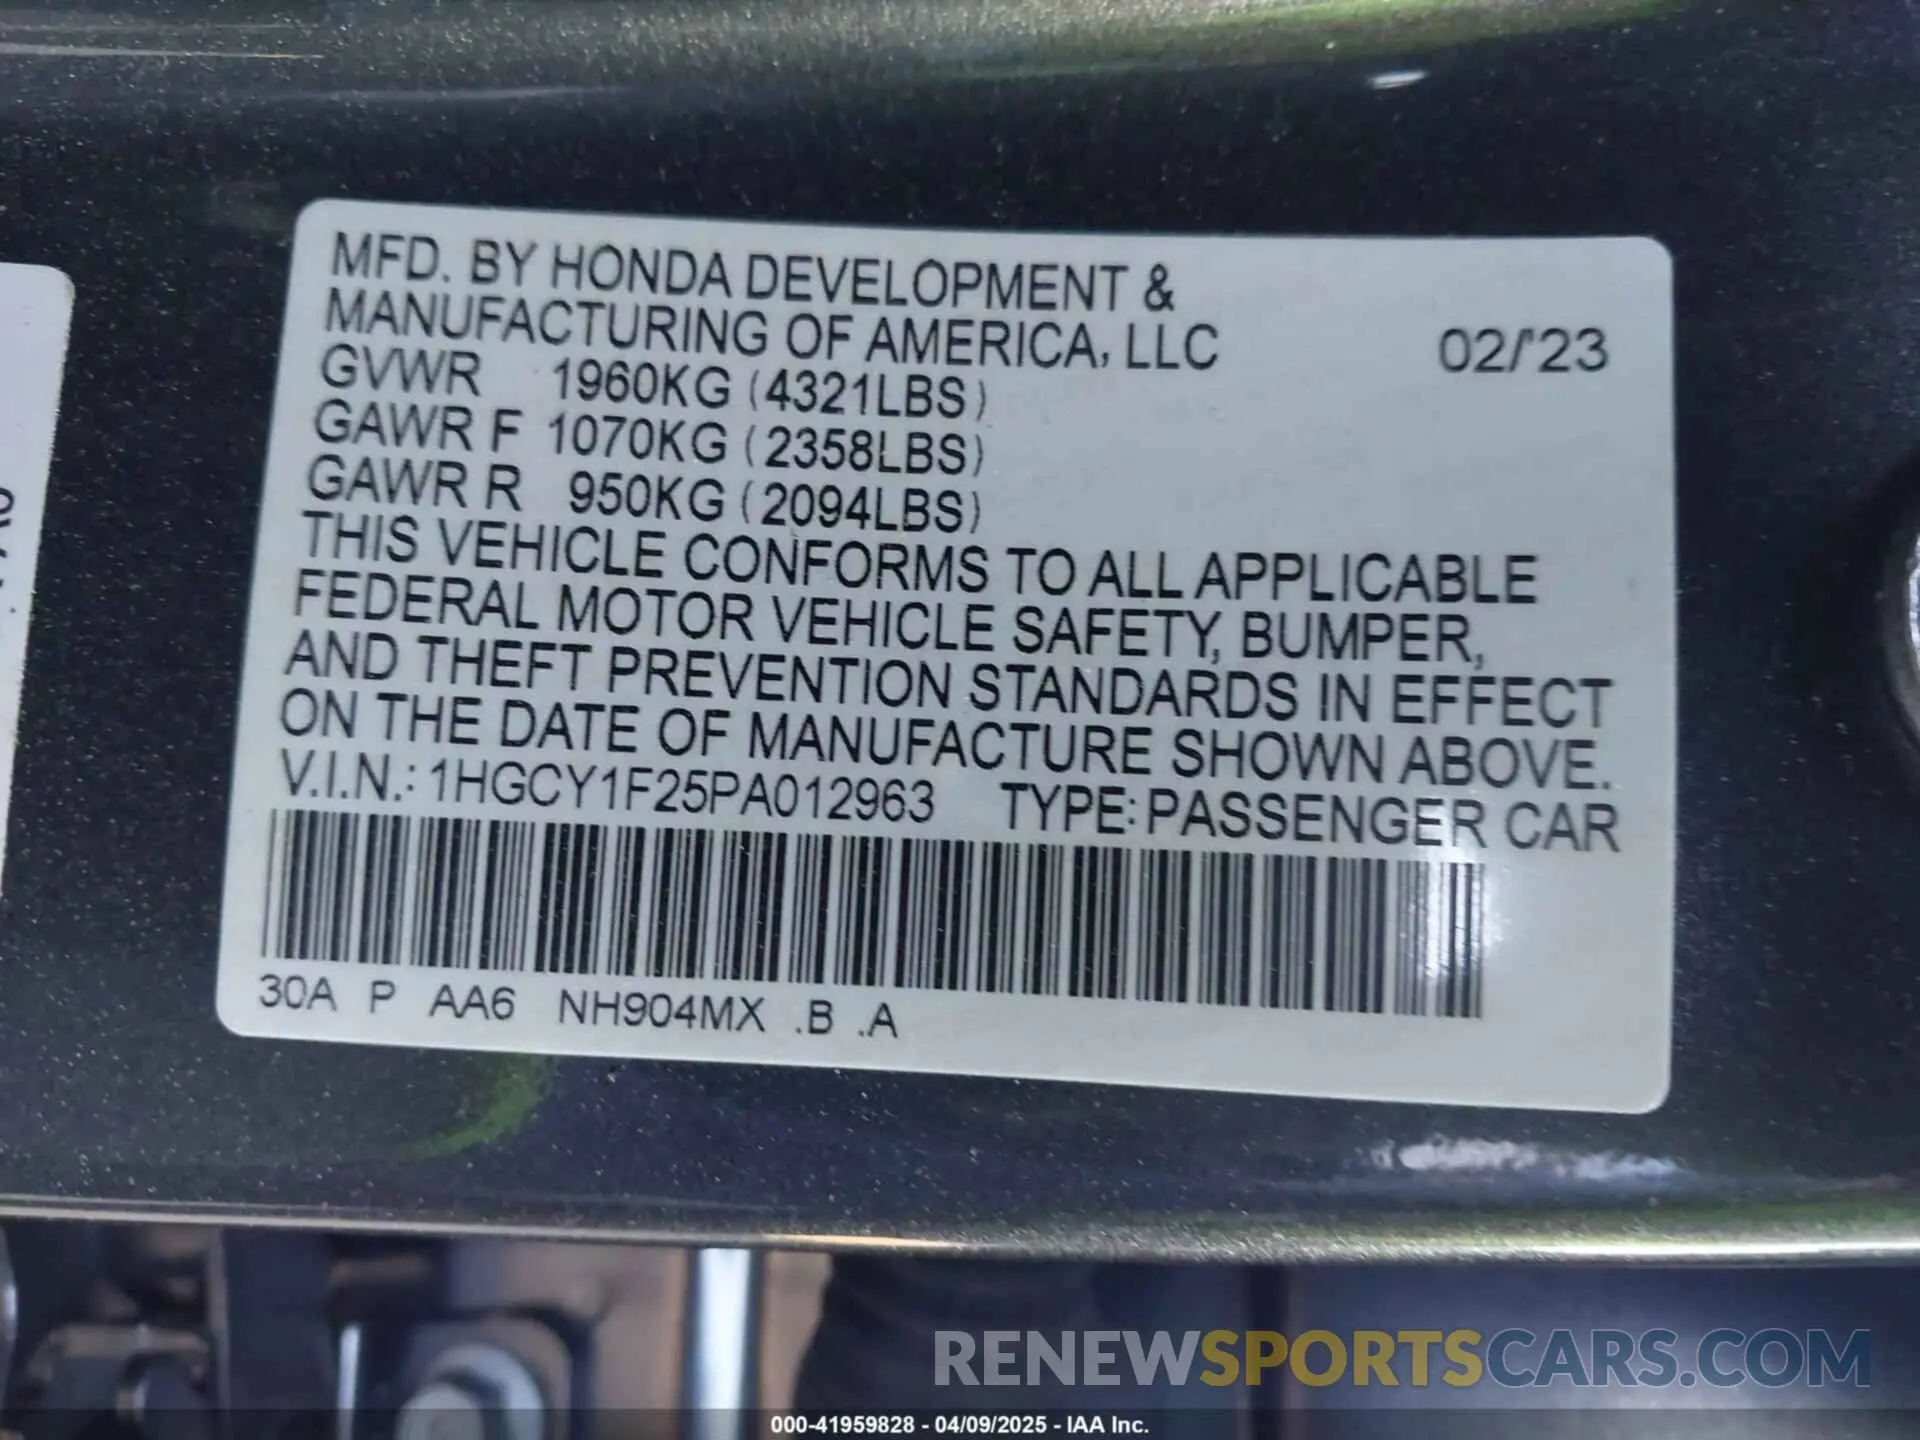 MFD. BY HONDA DEVELOPMENT &
MANUFACTURING OF AMERICA, LLC 02/'23
GVWR 1960KG (4321LBS)
GAWR F 1070KG (2358LBS)
GAWR R 950KG (2094LBS)
THIS VEHICLE CONFORMS TO ALL APPLICABLE
FEDERAL MOTOR VEHICLE SAFETY, BUMPER,
AND THEFT PREVENTION STANDARDS IN EFFECT
ON THE DATE OF MANUFACTURE SHOWN ABOVE.
V.I.N.: 1HGCY1F25PA012963 TYPE: PASSENGER CAR
30A P AA6 NH904MX .B .A
RENEWSPORTSCARS.COM
000-41959828 - 04/09/2025 - IAA Inc.